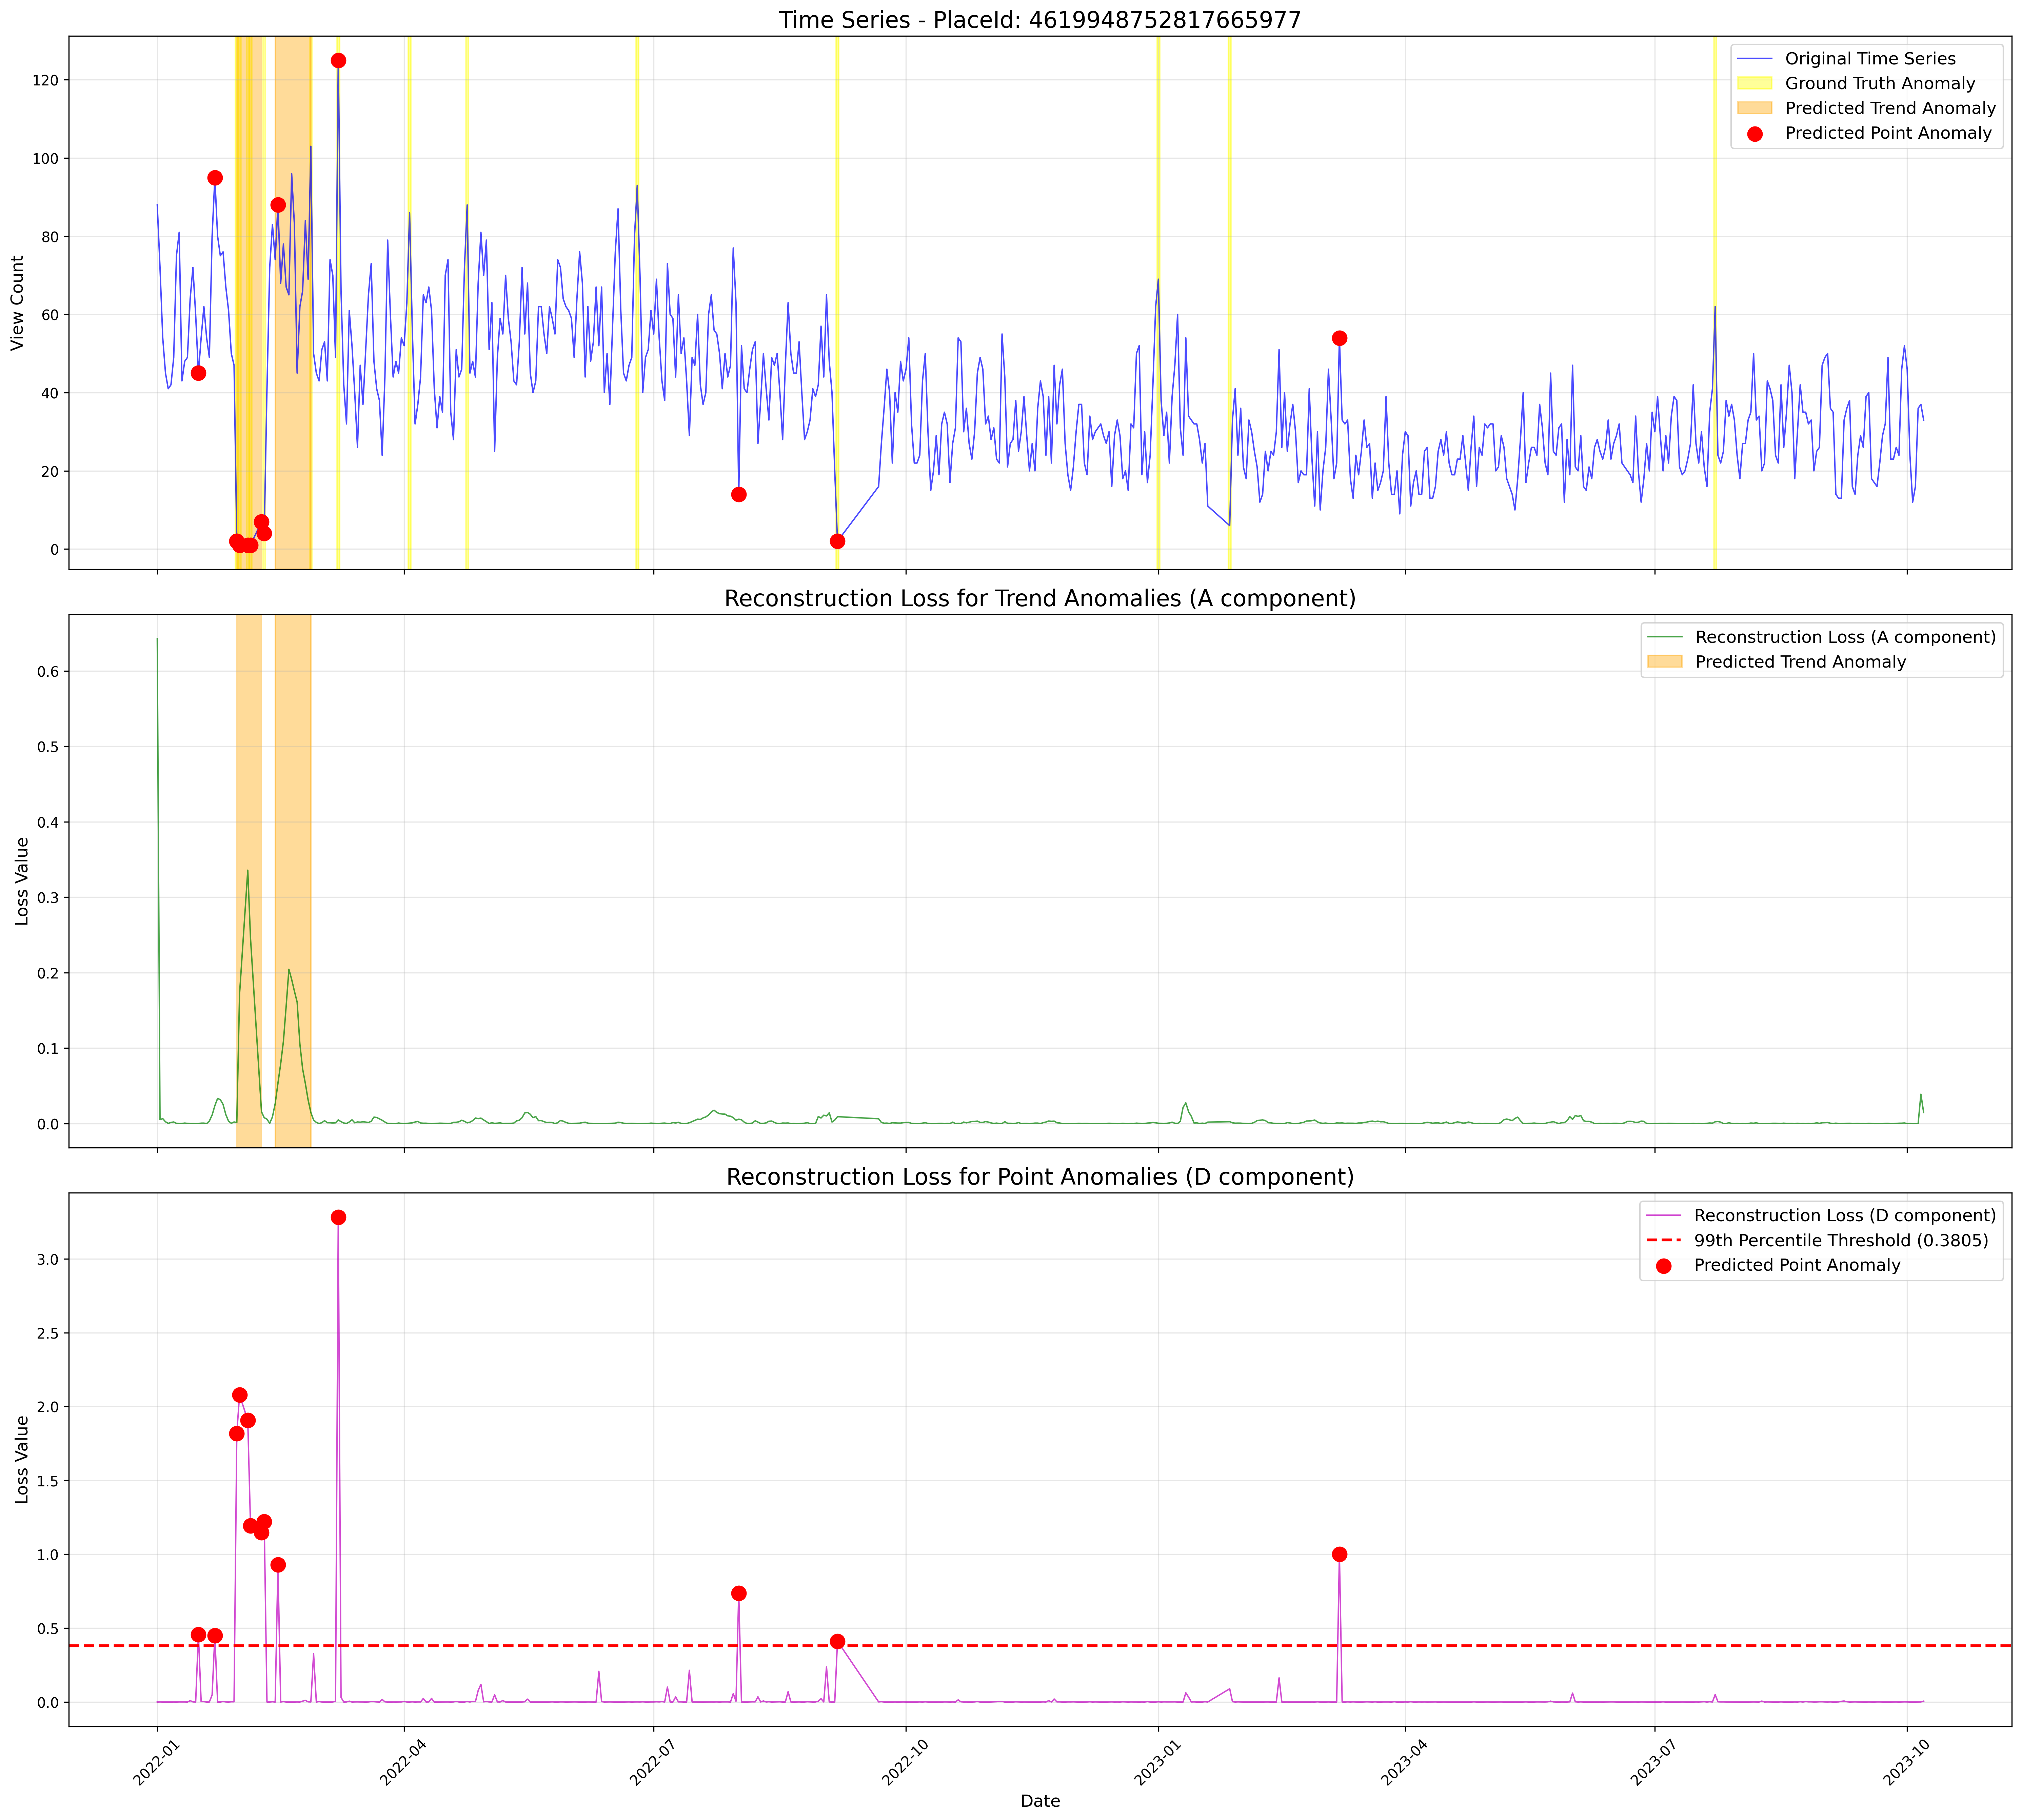 Time Series - PlaceId: 4619948752817665977
View Count
120
100
80
60
40
20
0
Original Time Series
Ground Truth Anomaly
Predicted Trend Anomaly
Predicted Point Anomaly
Reconstruction Loss for Trend Anomalies (A component)
Loss Value
0.6
0.5
0.4
0.3
0.2
0.1
0.0
Reconstruction Loss (A component)
Predicted Trend Anomaly
Reconstruction Loss for Point Anomalies (D component)
Loss Value
3.0
2.5
2.0
1.5
1.0
0.5
0.0
Reconstruction Loss (D component)
99th Percentile Threshold (0.3805)
Predicted Point Anomaly
2022-01
2022-04
2022-07
2022-10
2023-01
2023-04
2023-07
2023-10
Date